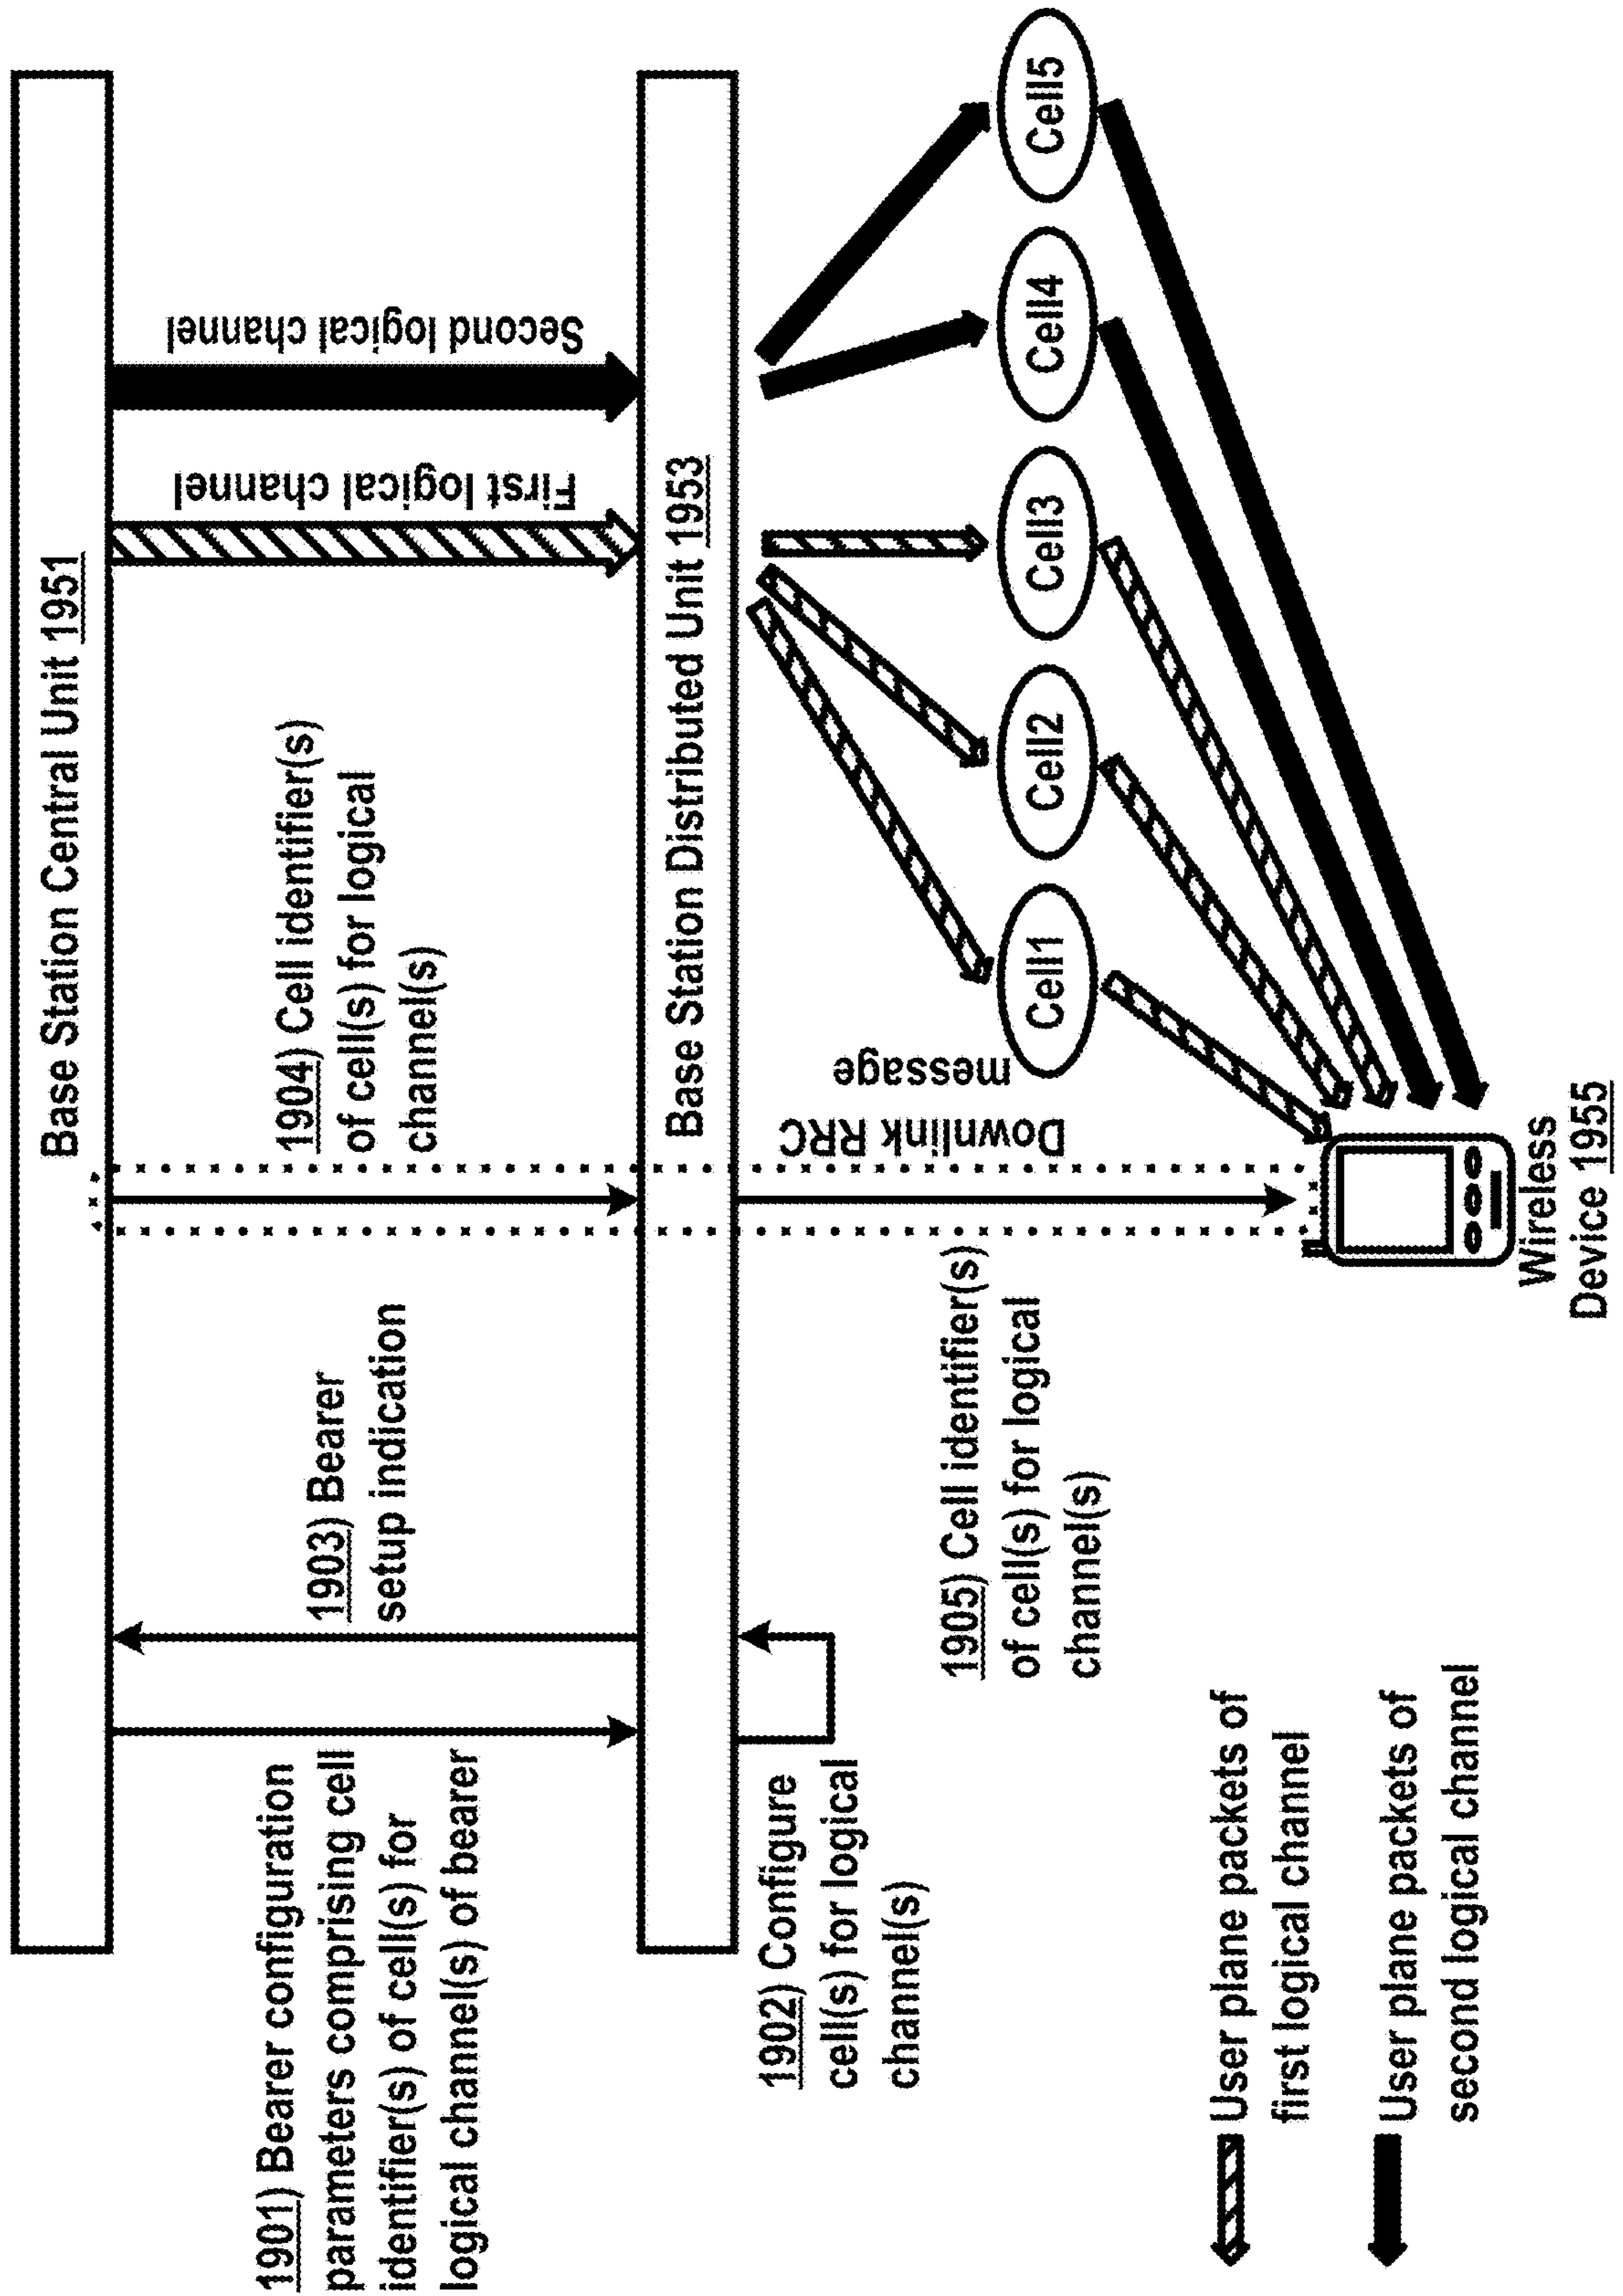 Base Station Central Unit 1951
1901) Bearer configuration
parameters comprising cell
identifier(s) of cell(s) for
logical channel(s) of bearer
1903) Bearer
setup indication
1904) Cell identifier(s)
of cell(s) for logical
channel(s)
First logical channel
Second logical channel
Base Station Distributed Unit 1953
1902) Configure
cell(s) for logical
channel(s)
1905) Cell identifier(s)
of cell(s) for logical
channel(s)
Downlink RRC
message
Cell1
Cell2
Cell3
Cell4
Cell5
User plane packets of
first logical channel
User plane packets of
second logical channel
Wireless
Device 1955